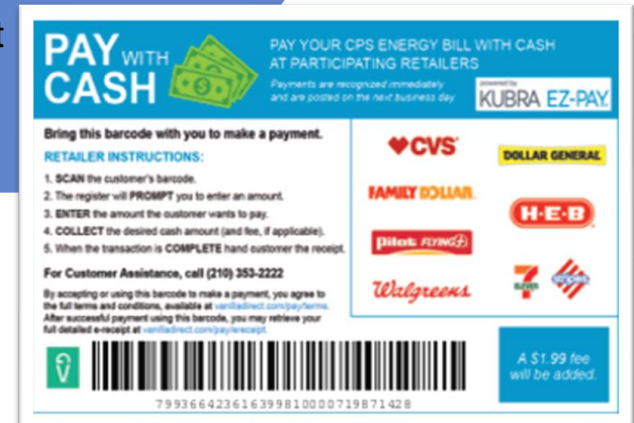 t
PAY WITH
CASH
PAY YOUR CPS ENERGY BILL WITH CASH
AT PARTICIPATING RETAILERS
Payments are recognized immediately
and are posted on the next business day
powered by
KUBRA EZ-PAY.
Bring this barcode with you to make a payment.
RETAILER INSTRUCTIONS:
1. SCAN the customer's barcode.
2. The register will PROMPT you to enter an amount.
3. ENTER the amount the customer wants to pay.
4. COLLECT the desired cash amount (and fee, if applicable).
5. When the transaction is COMPLETE hand customer the receipt.
For Customer Assistance, call (210) 353-2222
By accepting or using this barcode to make a payment, you agree to
the full terms and conditions, available at vanilladirect.com/pay/terms.
After successful payment using this barcode, you may retrieve your
full detailed e-receipt at vanilladirect.com/pay/ereceipt.
CVS
DOLLAR GENERAL
FAMILY DOLLAR.
H-E-B
Pilot FLYING J
Walgreens
7
ELEVEN
stripes
A $1.99 fee
will be added.
799366423616399810000719871428